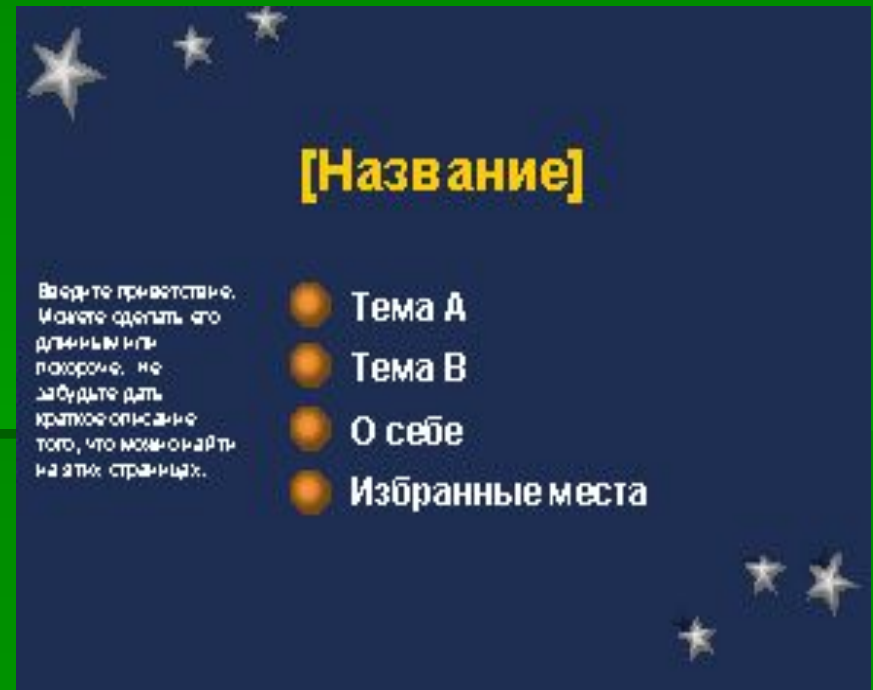 [Название]
Введите приветствие.
Можете сделать его
длинным или
покороче. Не
забудьте дать
краткое описание
того, что можно найти
на этих страницах.
Тема А
Тема В
О себе
Избранные места